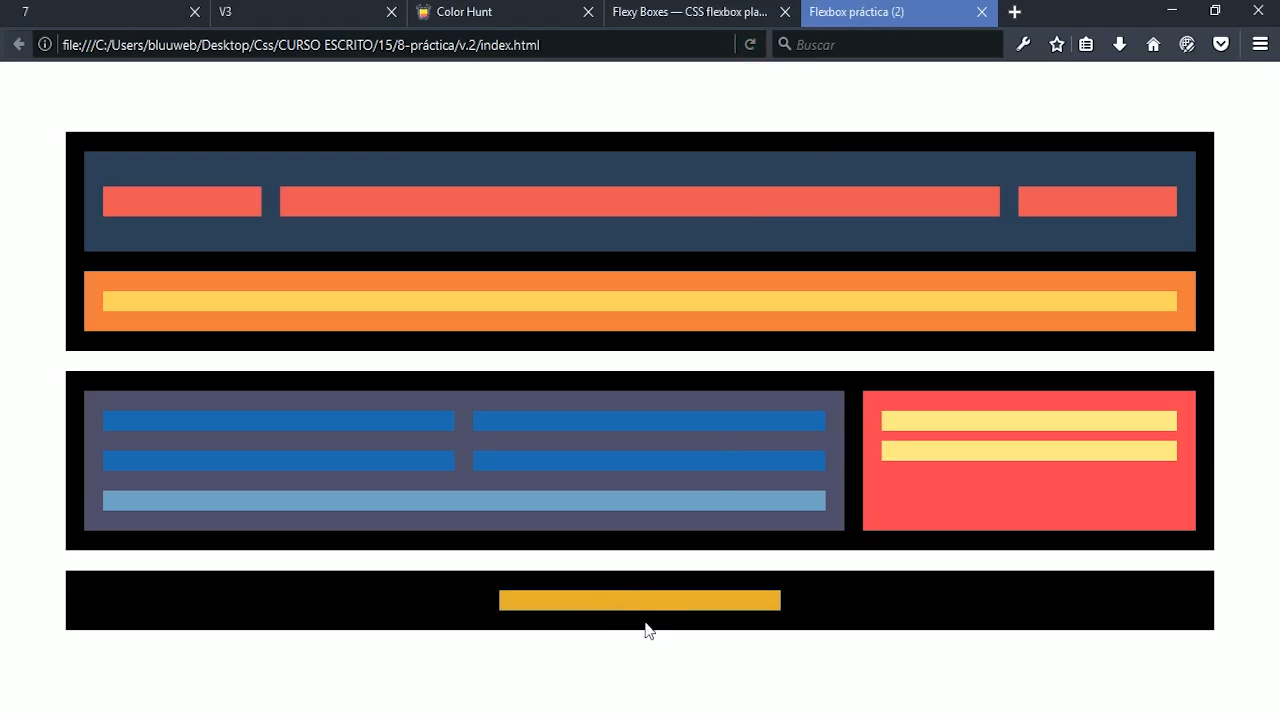 7
V3
Color Hunt
Flexy Boxes — CSS flexbox pla...
Flexbox práctica (2)
file:///C:/Users/bluuweb/Desktop/Css/CURSO ESCRITO/15/8-práctica/v.2/index.html
Buscar